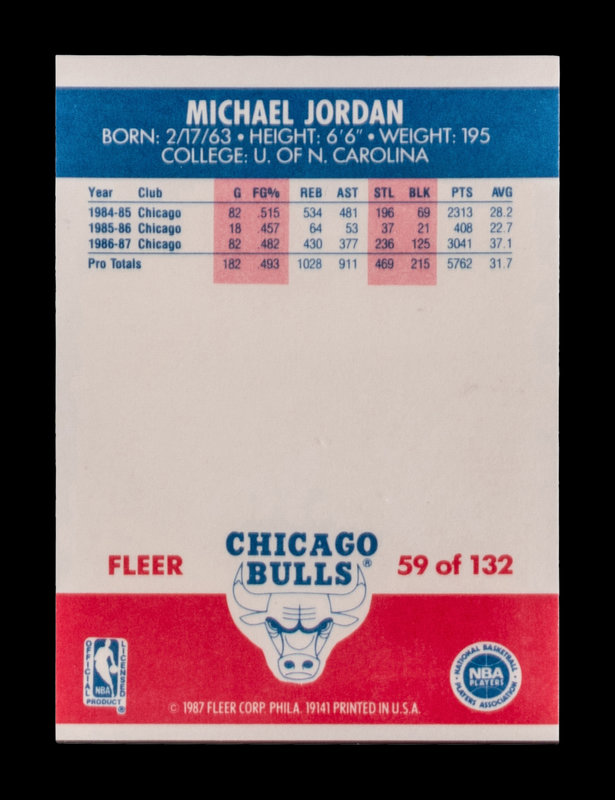 MICHAEL JORDAN
BORN: 2/17/63 • HEIGHT: 6'6" • WEIGHT: 195
COLLEGE: U. OF N. CAROLINA
Year Club G FG% REB AST STL BLK PTS AVG
1984-85 Chicago 82 .515 534 481 196 69 2313 28.2
1985-86 Chicago 18 .457 64 53 37 21 408 22.7
1986-87 Chicago 82 .482 430 377 236 125 3041 37.1
Pro Totals 182 .493 1028 911 469 215 5762 31.7
CHICAGO
BULLS®
FLEER
59 of 132
OFFICIAL
LICENSED
NBA
PRODUCT ®
NATIONAL BASKETBALL
NBA
PLAYERS
PLAYERS ASSOCIATION
© 1987 FLEER CORP. PHILA. 19141 PRINTED IN U.S.A.